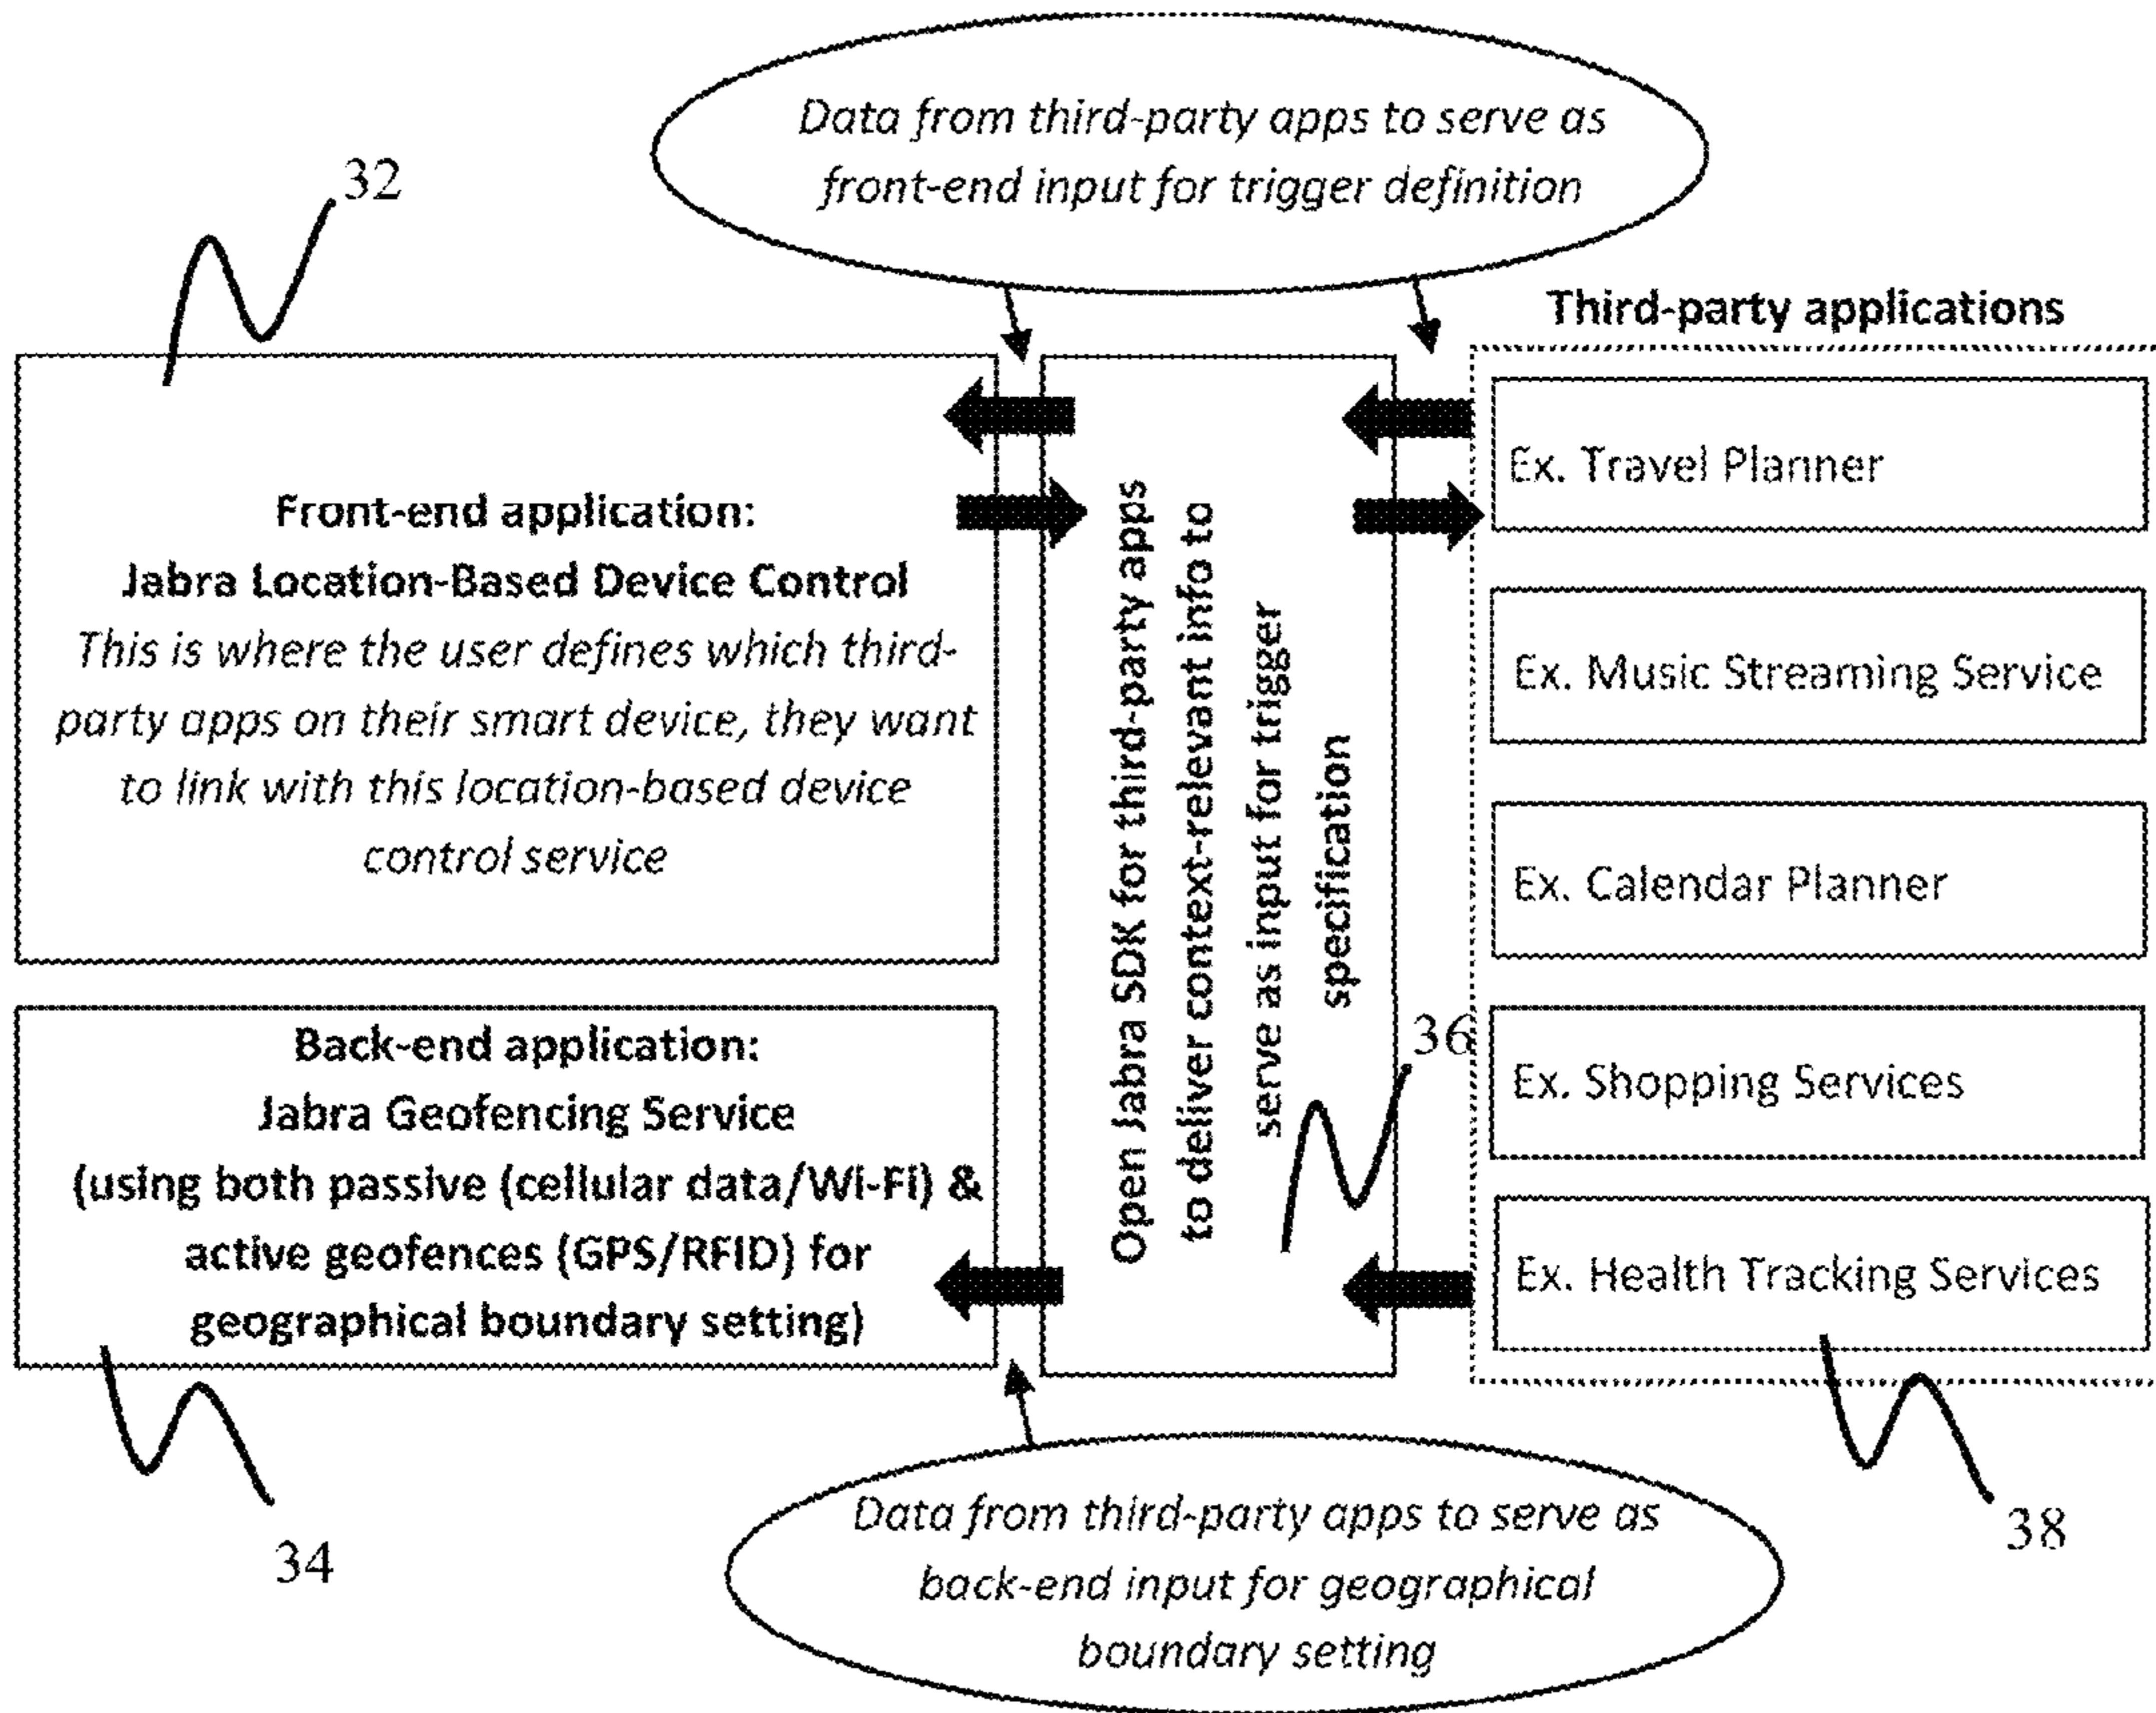 Data from third-party apps to serve as
front-end input for trigger definition
32
Third-party applications
Front-end application:
Jabra Location-Based Device Control
This is where the user defines which third-
party apps on their smart device, they want
to link with this location-based device
control service
Open Jabra SDK for third-party apps
to deliver context-relevant info to
serve as input for trigger
specification
36
Ex. Travel Planner
Ex. Music Streaming Service
Ex. Calendar Planner
Ex. Shopping Services
Ex. Health Tracking Services
Back-end application:
Jabra Geofencing Service
(using both passive (cellular data/Wi-Fi) &
active geofences (GPS/RFID) for
geographical boundary setting)
34
38
Data from third-party apps to serve as
back-end input for geographical
boundary setting